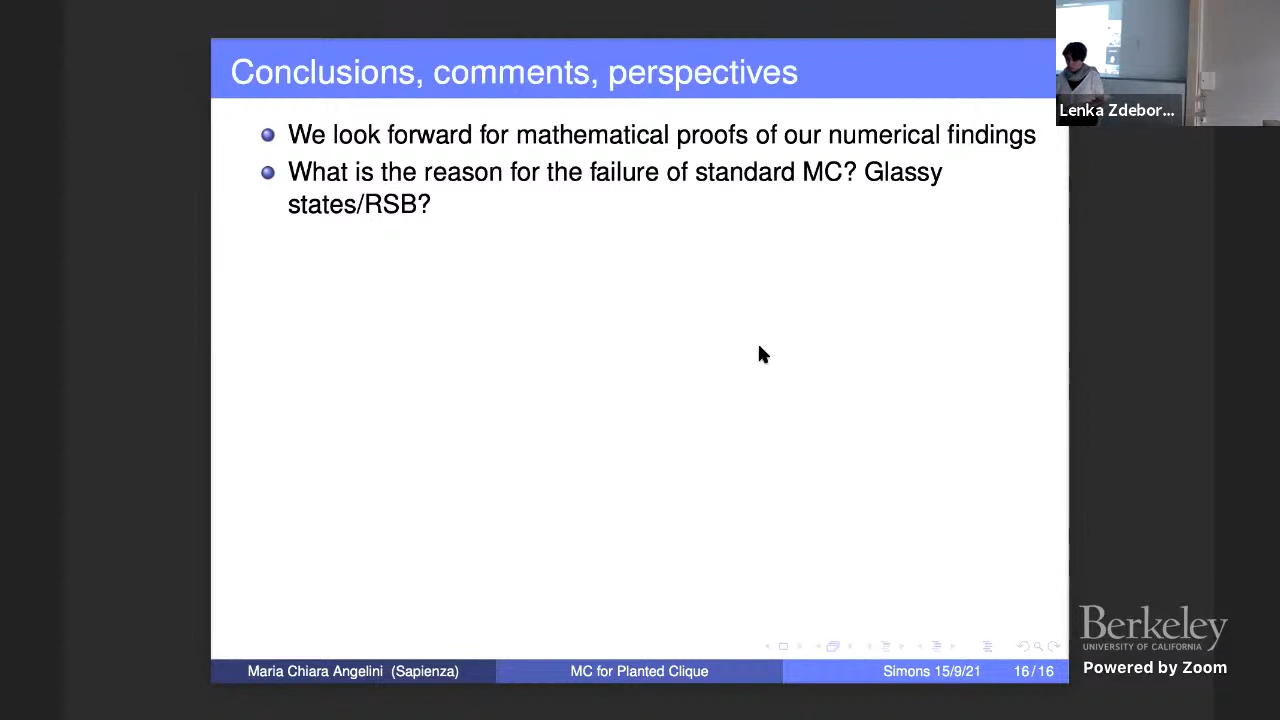 Conclusions, comments, perspectives
We look forward for mathematical proofs of our numerical findings
What is the reason for the failure of standard MC? Glassy
states/RSB?
Maria Chiara Angelini (Sapienza)
MC for Planted Clique
Simons 15/9/21
16/16
Lenka Zdebor...
Berkeley
UNIVERSITY OF CALIFORNIA
Powered by Zoom